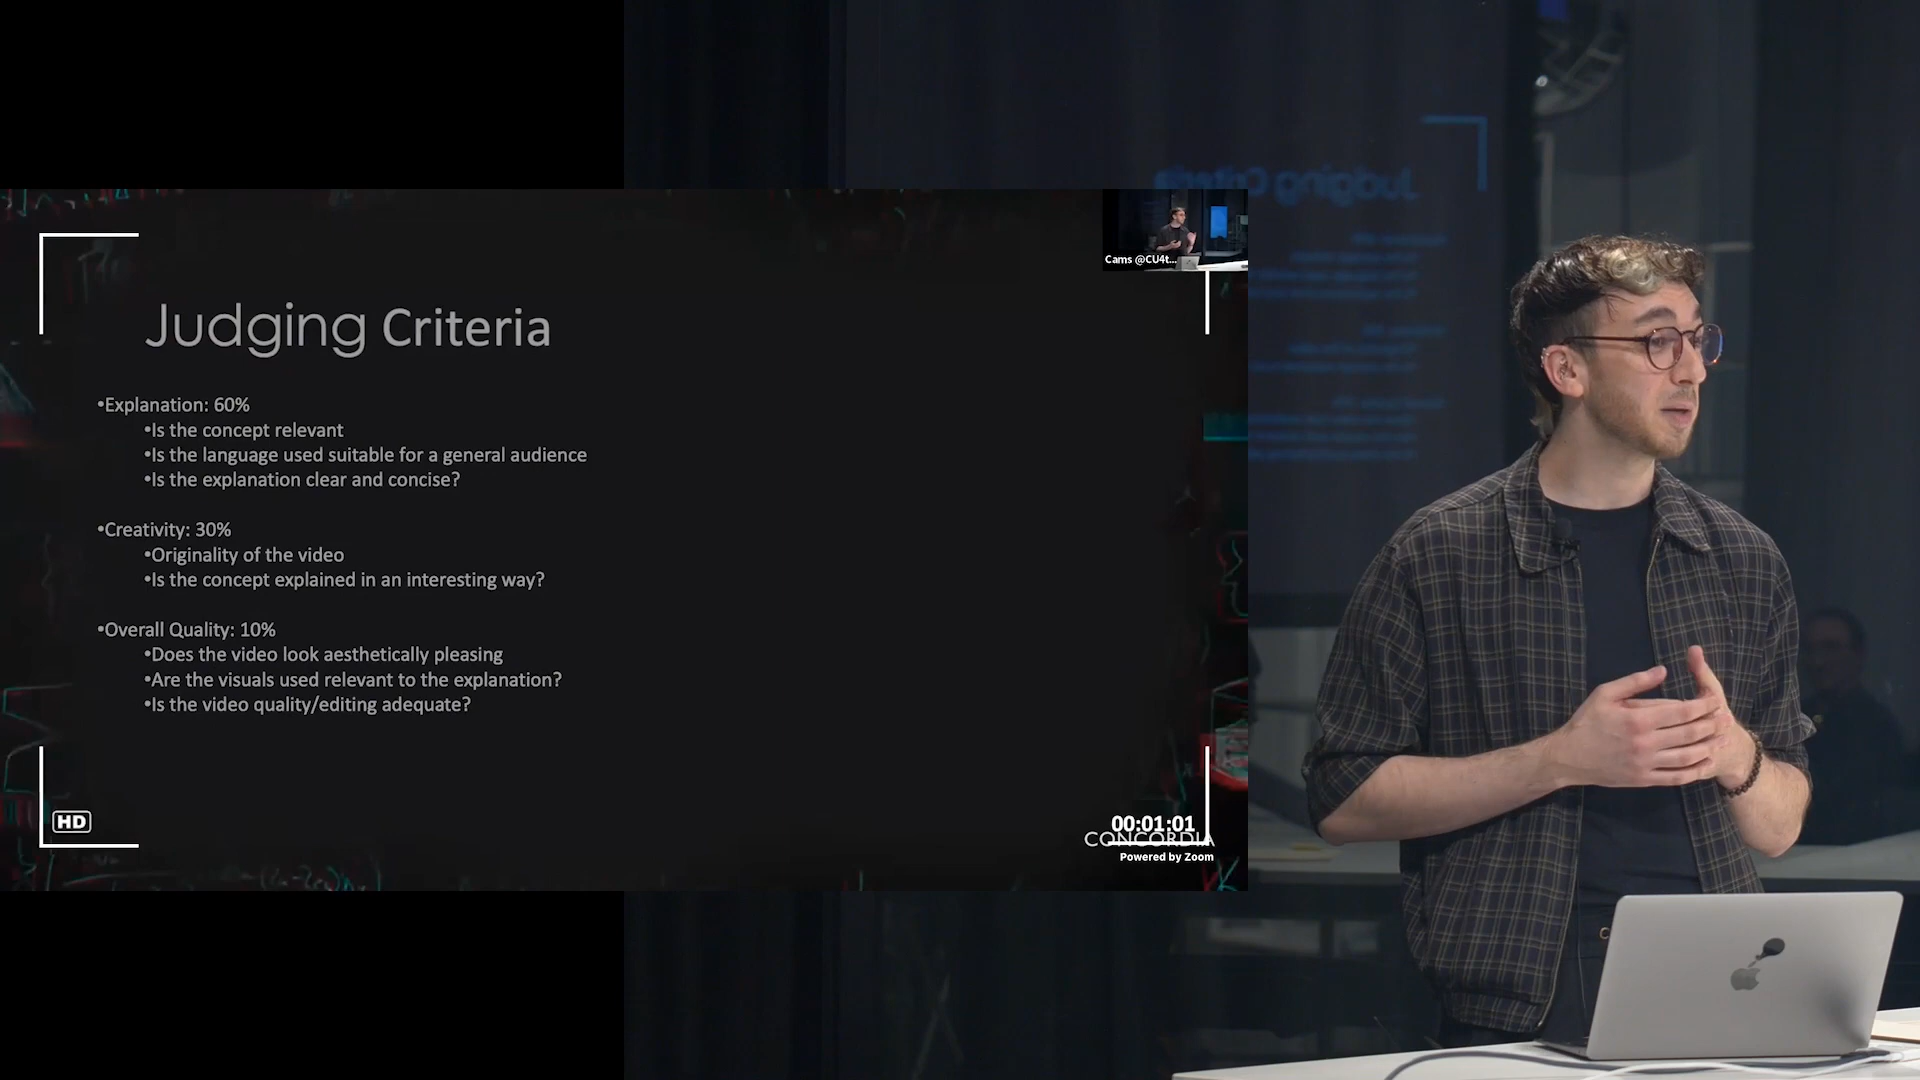 Cams @CU4t...
Judging Criteria
•Explanation: 60%
•Is the concept relevant
•Is the language used suitable for a general audience
•Is the explanation clear and concise?
•Creativity: 30%
•Originality of the video
•Is the concept explained in an interesting way?
•Overall Quality: 10%
•Does the video look aesthetically pleasing
•Are the visuals used relevant to the explanation?
•Is the video quality/editing adequate?
HD
00:01:01
CONCORDIA
Powered by Zoom
Judging Criteria